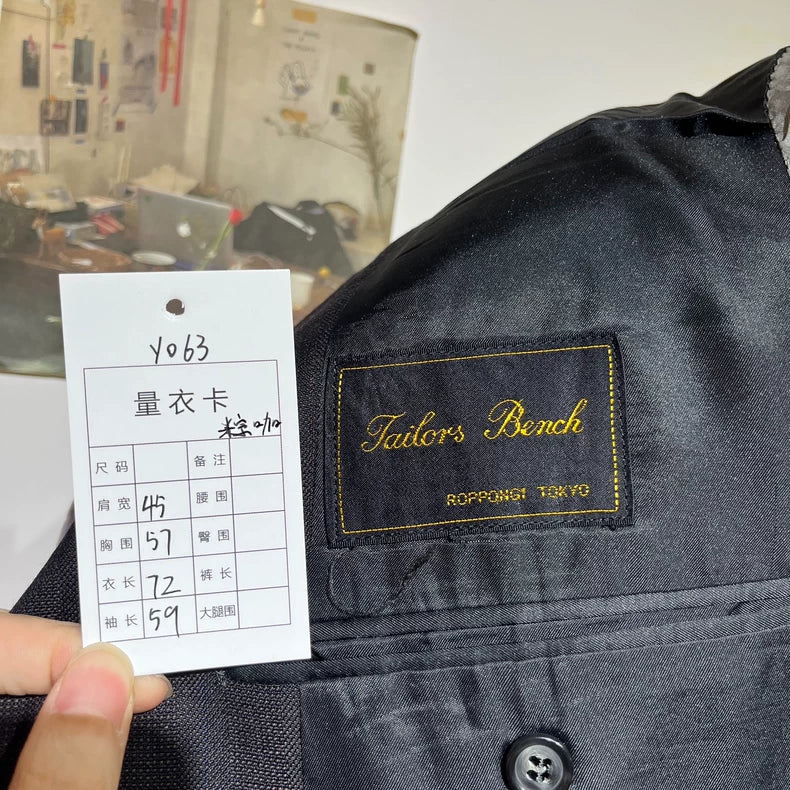 Y063
量衣卡
粽咖
尺码 备注
肩宽 45 腰围
胸围 57 臀围
衣长 72 裤长
袖长 59 大腿围
Tailors Bench
ROPPONGI TOKYO